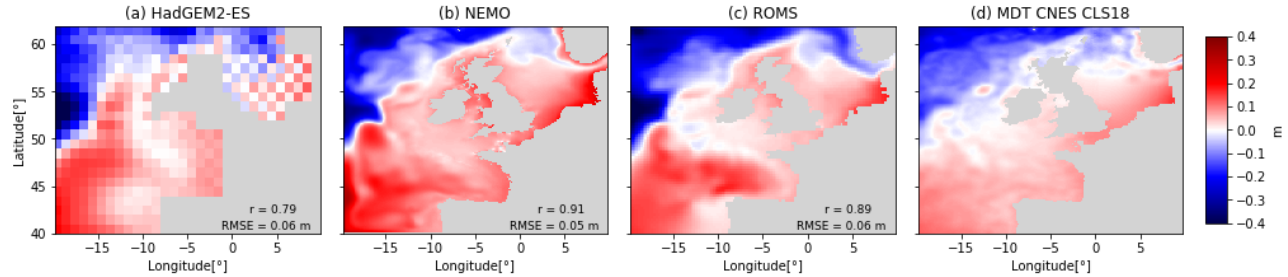 (a) HadGEM2-ES
(b) NEMO
(c) ROMS
(d) MDT CNES CLS18
Latitude[°]
60
55
50
45
40
r = 0.79
RMSE = 0.06 m
r = 0.91
RMSE = 0.05 m
r = 0.89
RMSE = 0.06 m
−15 −10 −5 0 5
−15 −10 −5 0 5
−15 −10 −5 0 5
−15 −10 −5 0 5
Longitude[°]
Longitude[°]
Longitude[°]
Longitude[°]
0.4
0.3
0.2
0.1
0.0
−0.1
−0.2
−0.3
−0.4
m